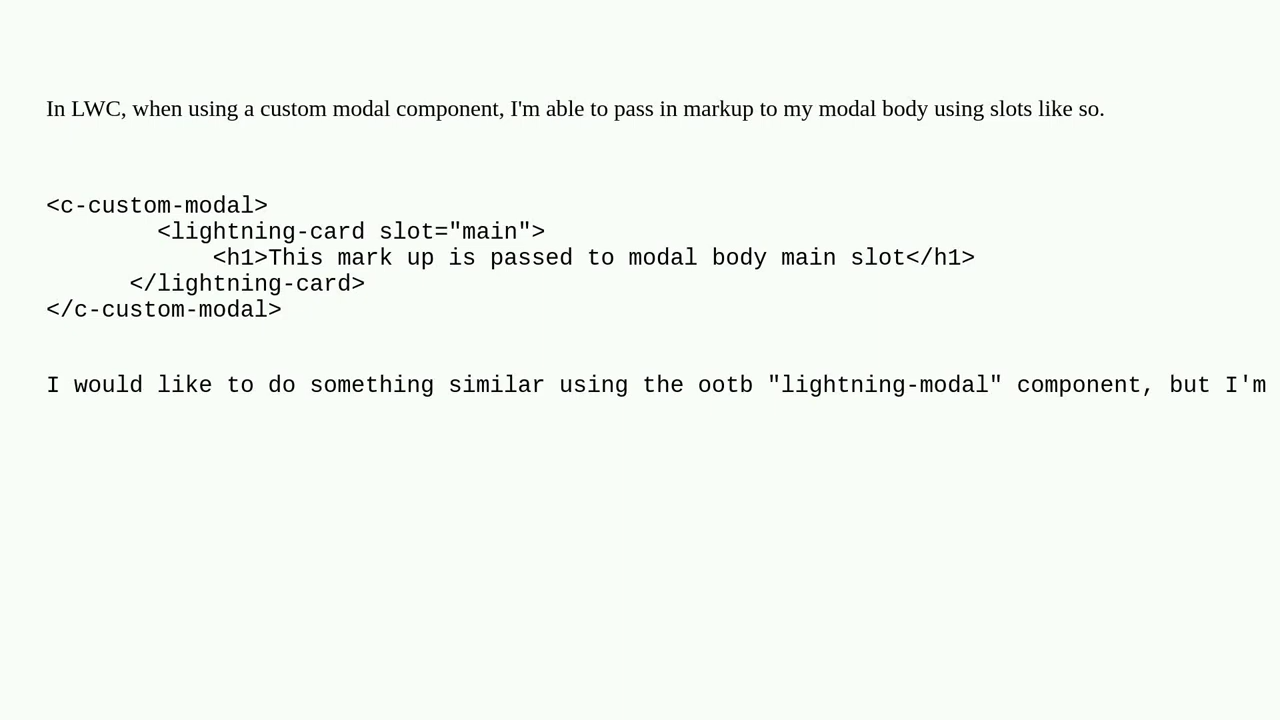 In LWC, when using a custom modal component, I'm able to pass in markup to my modal body using slots like so.
<c-custom-modal>
        <lightning-card slot="main">
            <h1>This mark up is passed to modal body main slot</h1>
      </lightning-card>
</c-custom-modal>
I would like to do something similar using the ootb "lightning-modal" component, but I'm